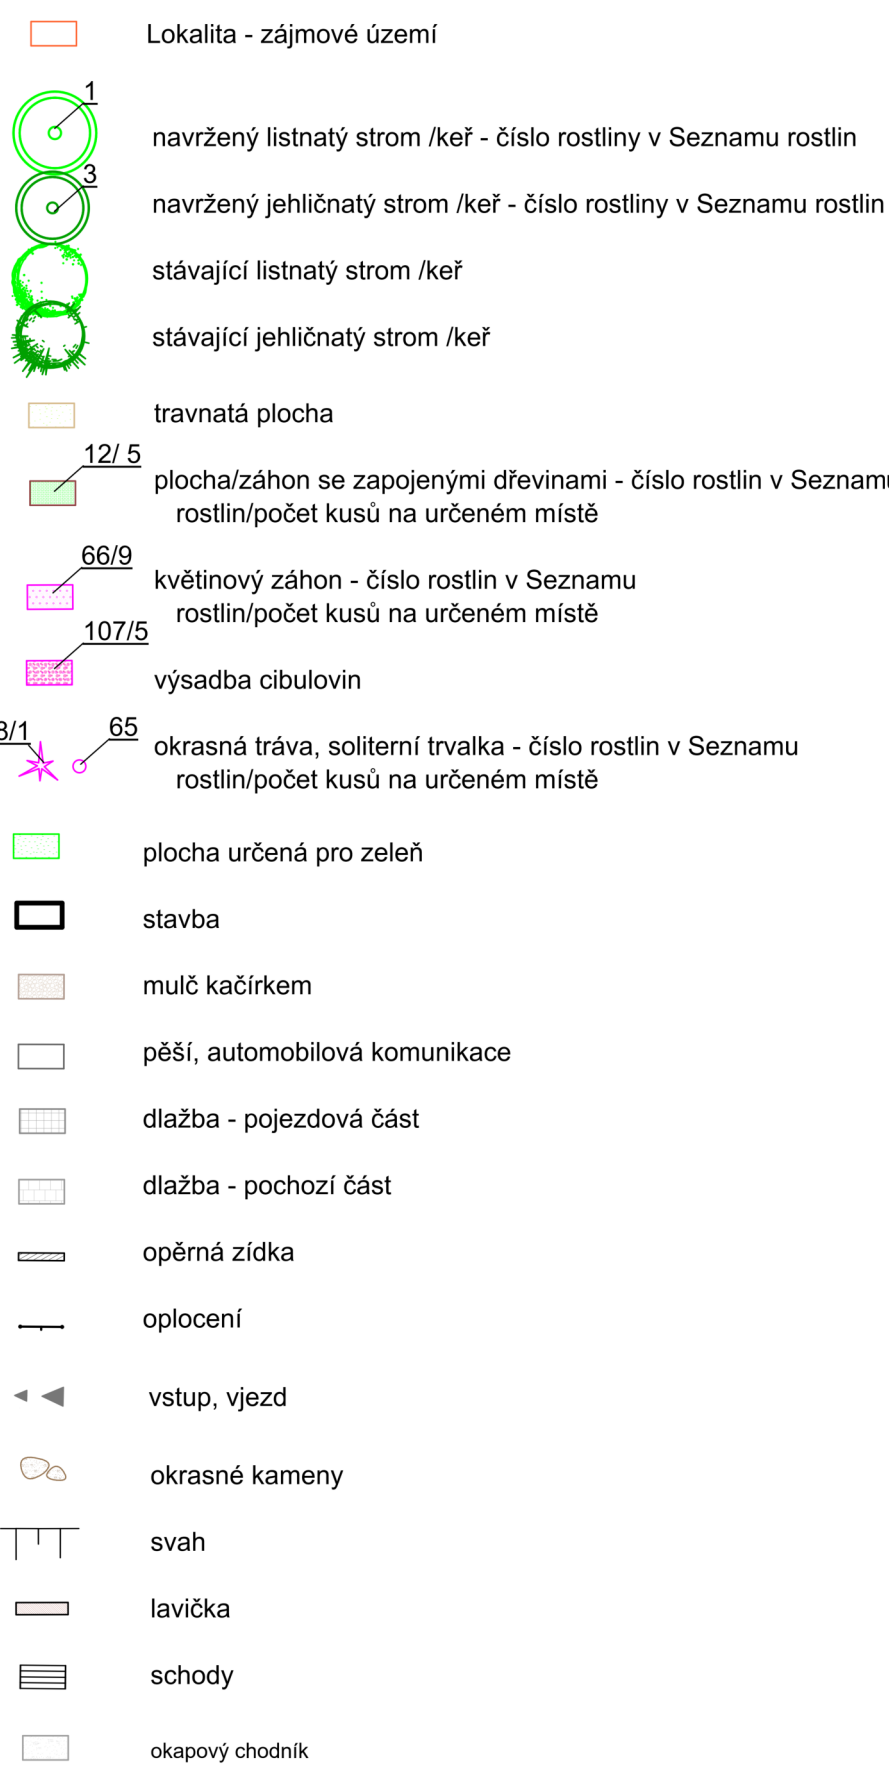 Lokalita - zájmové území
1
navržený listnatý strom /keř - číslo rostliny v Seznamu rostlin
3
navržený jehličnatý strom /keř - číslo rostliny v Seznamu rostlin
stávající listnatý strom /keř
stávající jehličnatý strom /keř
travnatá plocha
12/ 5
plocha/záhon se zapojenými dřevinami - číslo rostlin v Seznamu
rostlin/počet kusů na určeném místě
66/9
květinový záhon - číslo rostlin v Seznamu
rostlin/počet kusů na určeném místě
107/5
výsadba cibulovin
65
okrasná tráva, soliterní trvalka - číslo rostlin v Seznamu
rostlin/počet kusů na určeném místě
plocha určená pro zeleň
stavba
mulč kačírkem
pěší, automobilová komunikace
dlažba - pojezdová část
dlažba - pochozí část
opěrná zídka
oplocení
vstup, vjezd
okrasné kameny
svah
lavička
schody
okapový chodník